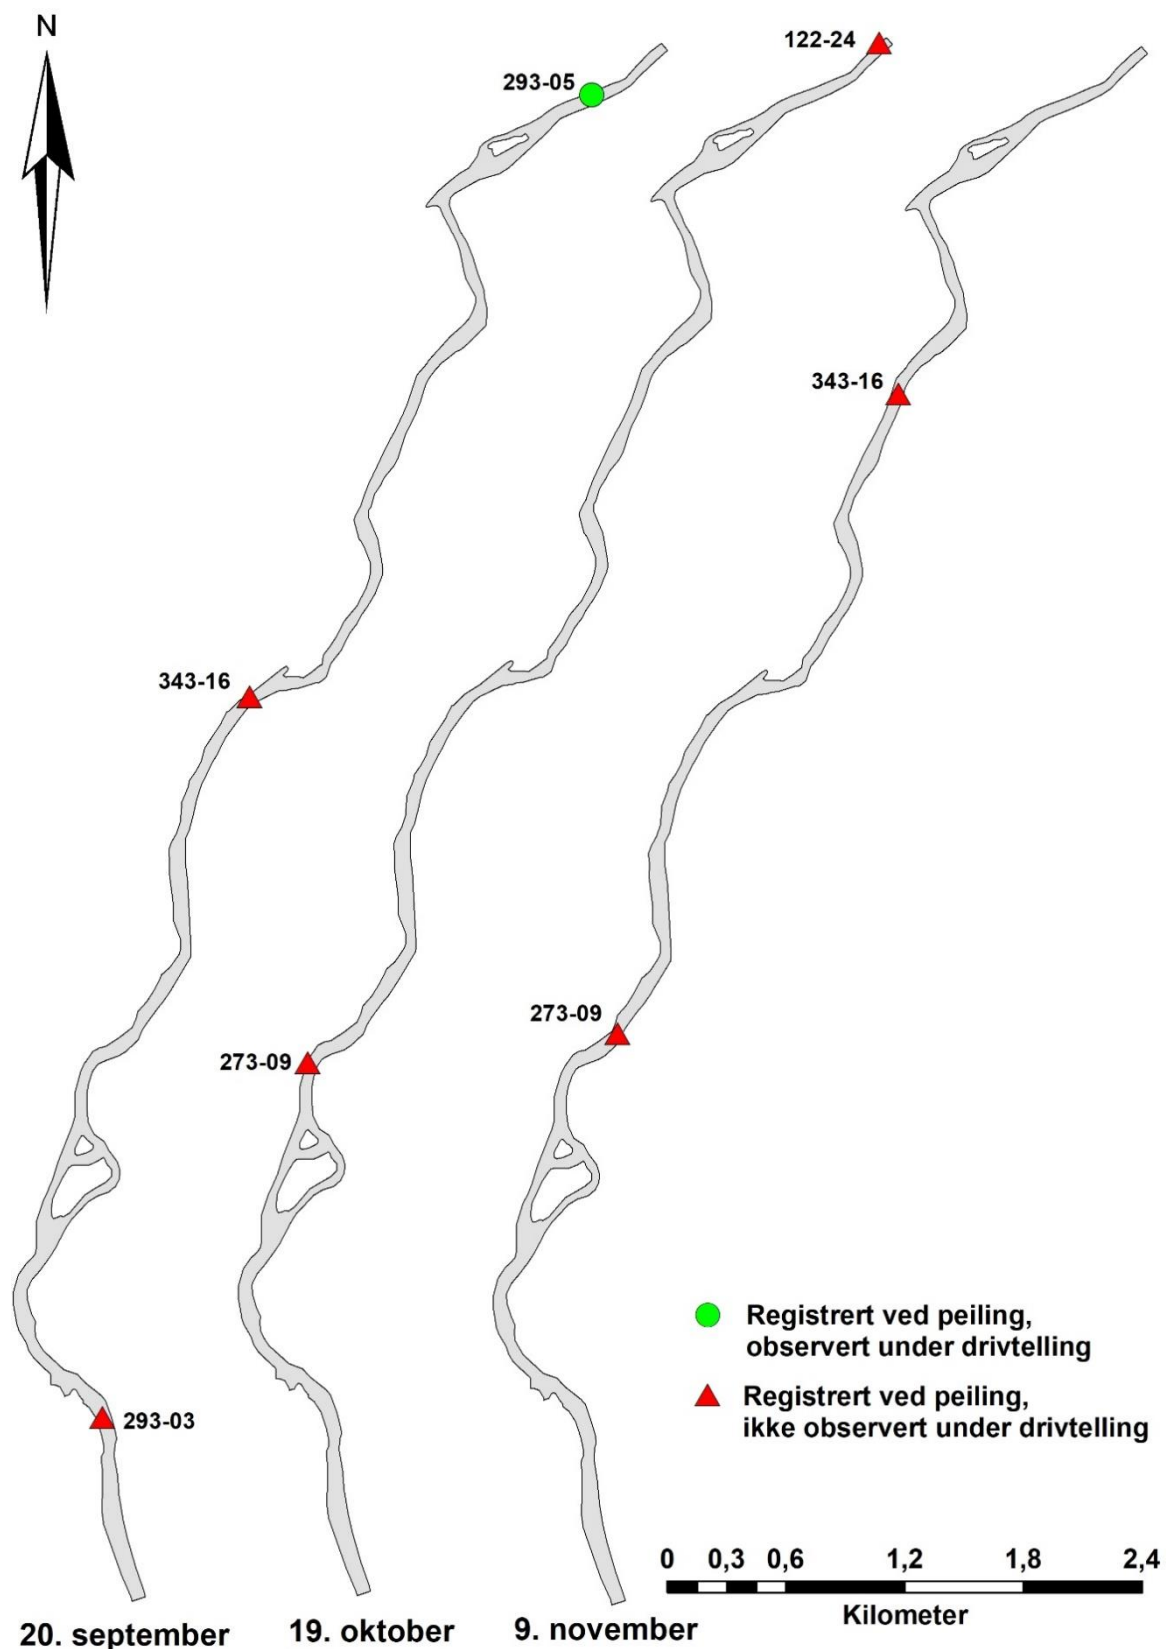 N
122-24
293-05
343-16
343-16
273-09
273-09
Registrert ved peiling,
observert under drivtelling
Registrert ved peiling,
ikke observert under drivtelling
293-03
0 0,3 0,6 1,2 1,8 2,4
Kilometer
20. september 19. oktober 9. november